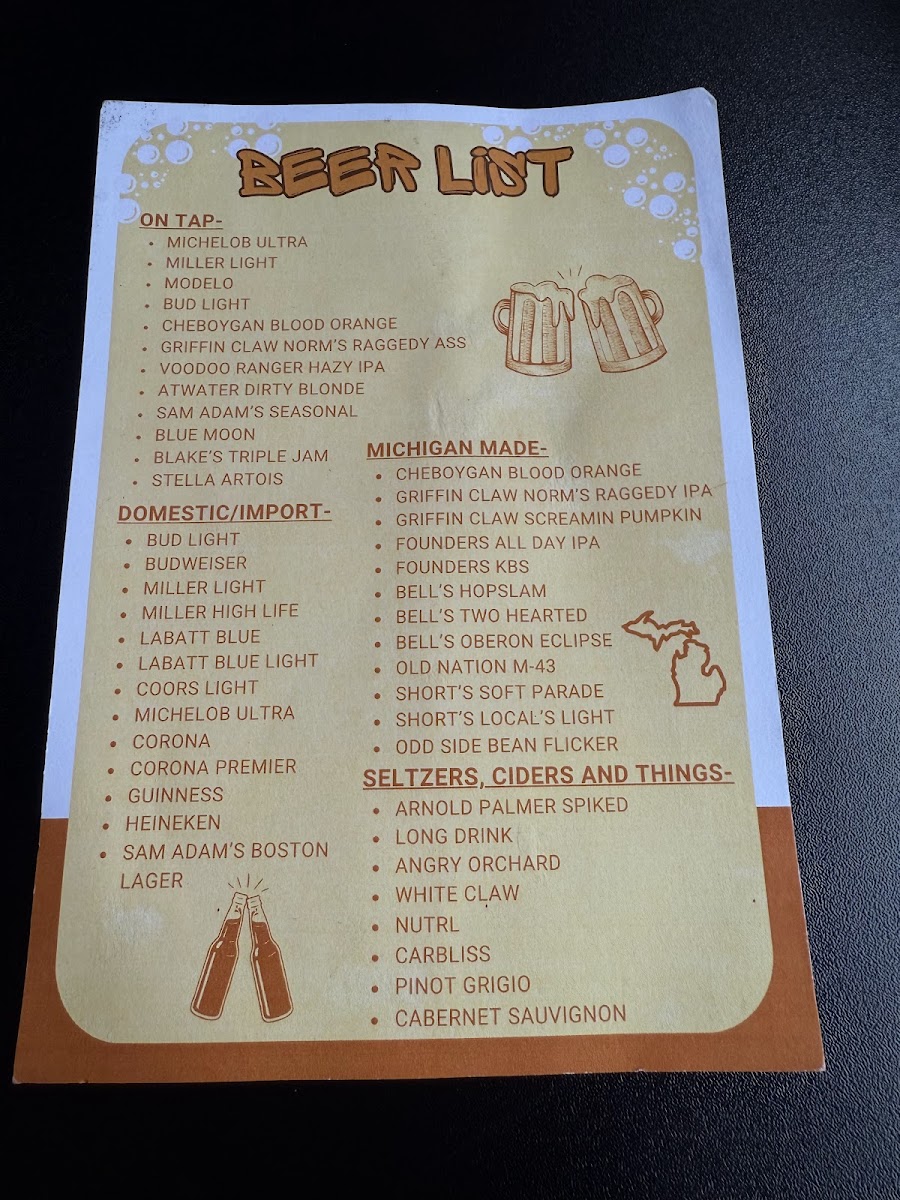 BEER LIST
ON TAP-
• MICHELOB ULTRA
• MILLER LIGHT
• MODELO
• BUD LIGHT
• CHEBOYGAN BLOOD ORANGE
• GRIFFIN CLAW NORM'S RAGGEDY ASS
• VOODOO RANGER HAZY IPA
• ATWATER DIRTY BLONDE
• SAM ADAM'S SEASONAL
• BLUE MOON
• BLAKE'S TRIPLE JAM
• STELLA ARTOIS
DOMESTIC/IMPORT-
• BUD LIGHT
• BUDWEISER
• MILLER LIGHT
• MILLER HIGH LIFE
• LABATT BLUE
• LABATT BLUE LIGHT
• COORS LIGHT
• MICHELOB ULTRA
• CORONA
• CORONA PREMIER
• GUINNESS
• HEINEKEN
• SAM ADAM'S BOSTON
LAGER
MICHIGAN MADE-
• CHEBOYGAN BLOOD ORANGE
• GRIFFIN CLAW NORM'S RAGGEDY IPA
• GRIFFIN CLAW SCREAMIN PUMPKIN
• FOUNDERS ALL DAY IPA
• FOUNDERS KBS
• BELL'S HOPSLAM
• BELL'S TWO HEARTED
• BELL'S OBERON ECLIPSE
• OLD NATION M-43
• SHORT'S SOFT PARADE
• SHORT'S LOCAL'S LIGHT
• ODD SIDE BEAN FLICKER
SELTZERS, CIDERS AND THINGS-
• ARNOLD PALMER SPIKED
• LONG DRINK
• ANGRY ORCHARD
• WHITE CLAW
• NUTRL
• CARBLISS
• PINOT GRIGIO
• CABERNET SAUVIGNON